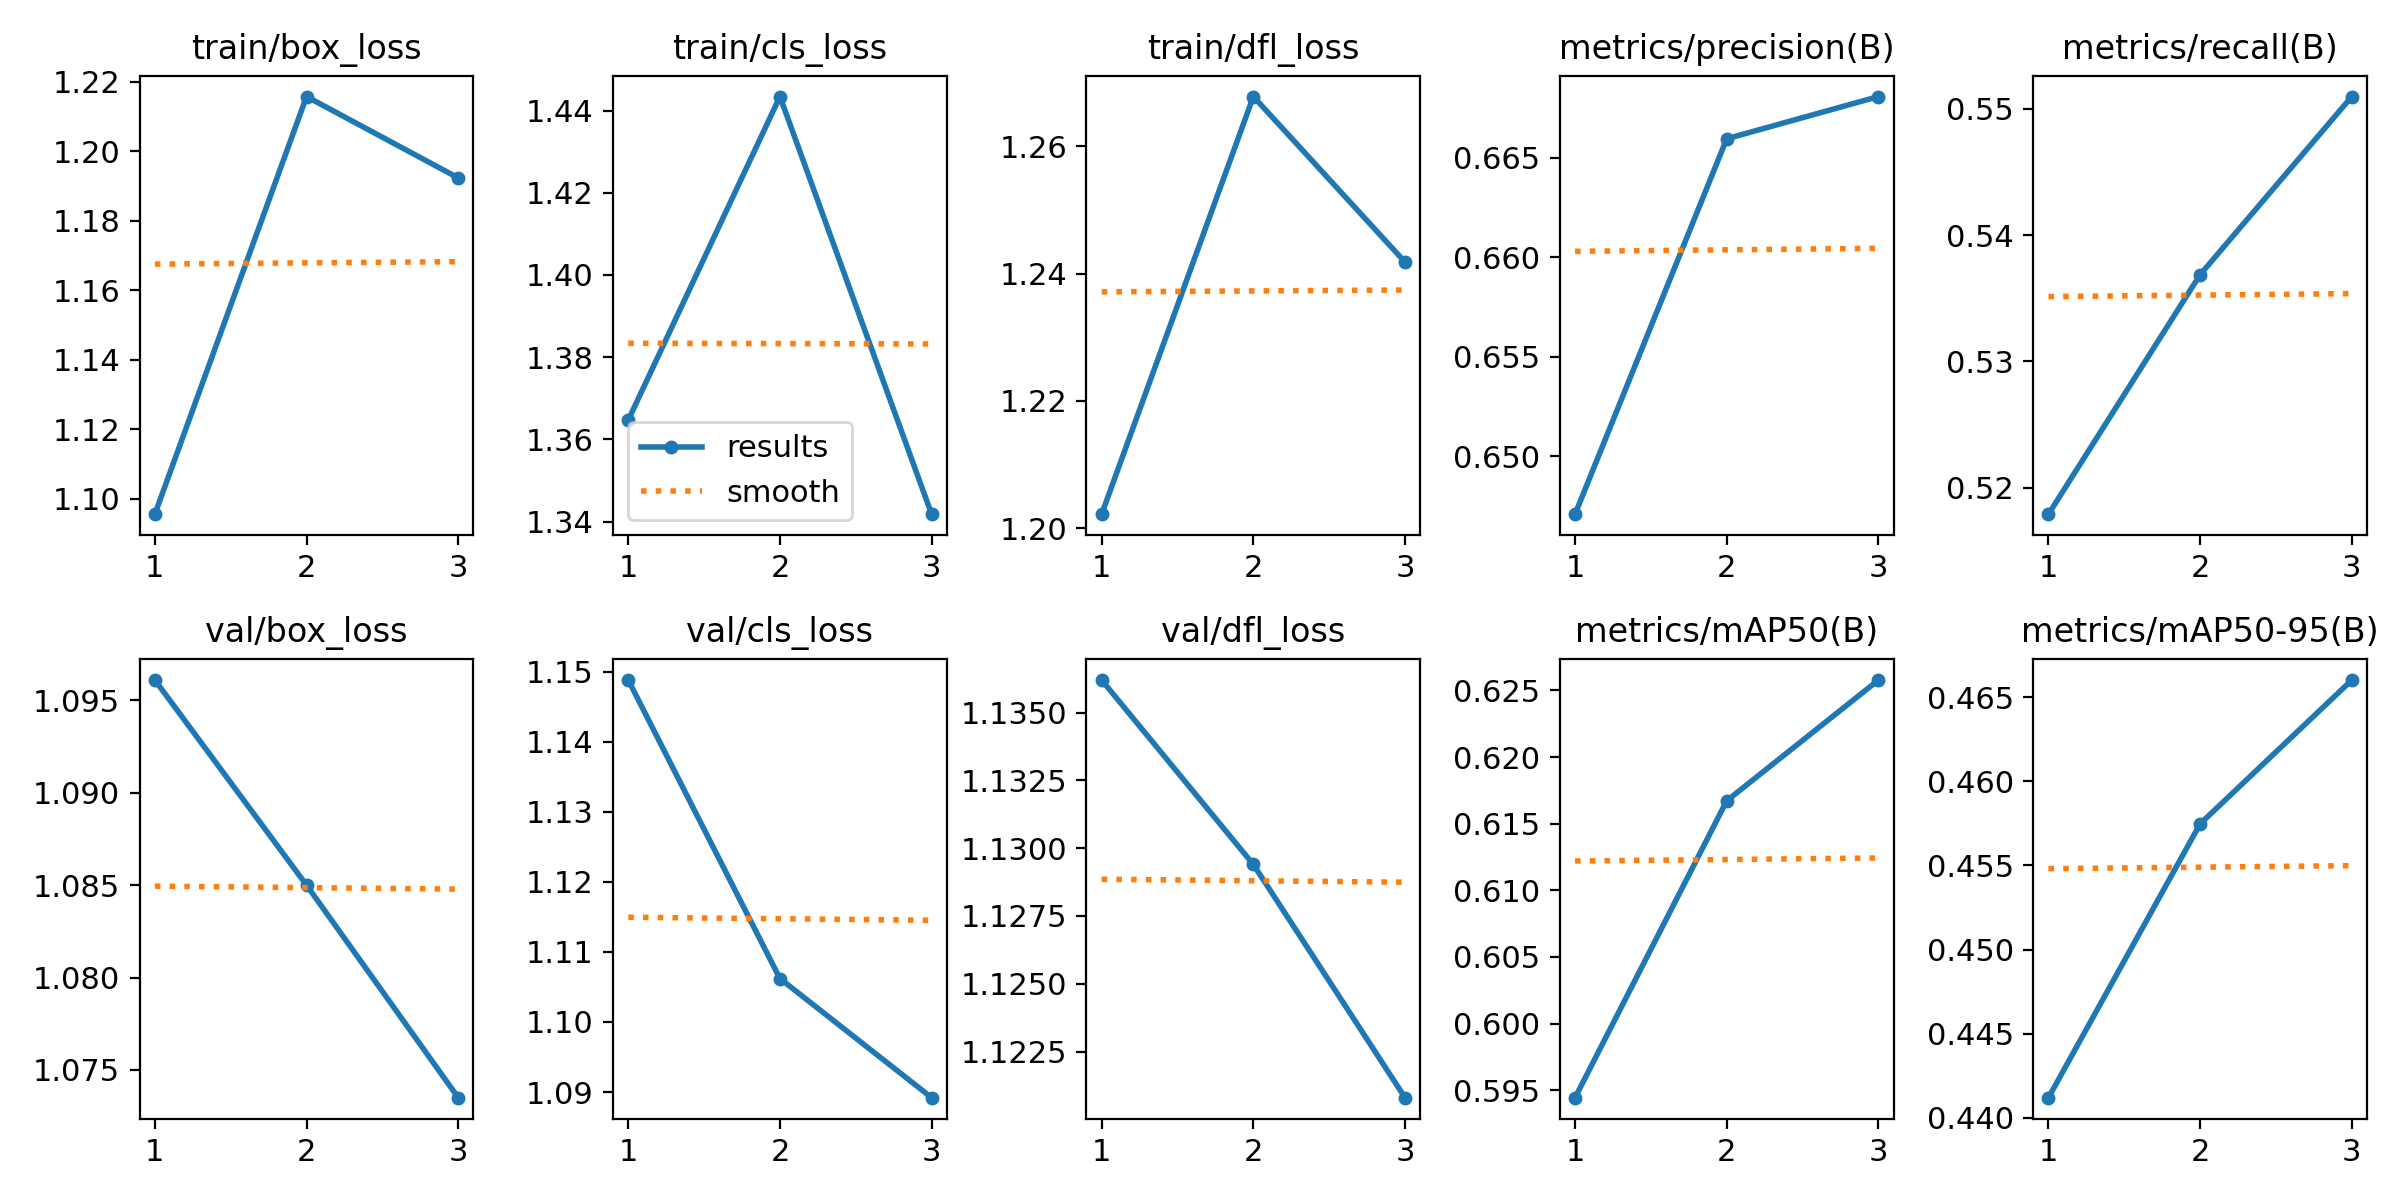 train/box_loss
1.22
1.20
1.18
1.16
1.14
1.12
1.10
1 2 3
train/cls_loss
1.44
1.42
1.40
1.38
1.36
1.34
results
smooth
1 2 3
train/dfl_loss
1.26
1.24
1.22
1.20
1 2 3
metrics/precision(B)
0.665
0.660
0.655
0.650
1 2 3
metrics/recall(B)
0.55
0.54
0.53
0.52
1 2 3
val/box_loss
1.095
1.090
1.085
1.080
1.075
1 2 3
val/cls_loss
1.15
1.14
1.13
1.12
1.11
1.10
1.09
1 2 3
val/dfl_loss
1.1350
1.1325
1.1300
1.1275
1.1250
1.1225
1 2 3
metrics/mAP50(B)
0.625
0.620
0.615
0.610
0.605
0.600
0.595
1 2 3
metrics/mAP50-95(B)
0.465
0.460
0.455
0.450
0.445
0.440
1 2 3